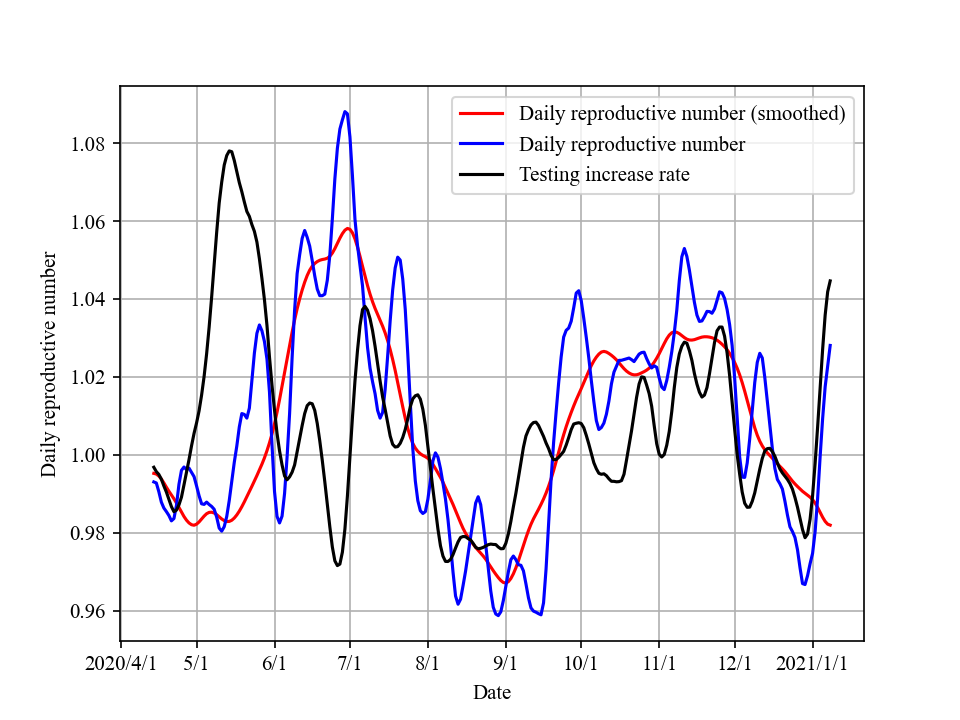 Daily reproductive number (smoothed)
Daily reproductive number
Testing increase rate
Daily reproductive number
1.08
1.06
1.04
1.02
1.00
0.98
0.96
2020/4/1 5/1 6/1 7/1 8/1 9/1 10/1 11/1 12/1 2021/1/1
Date